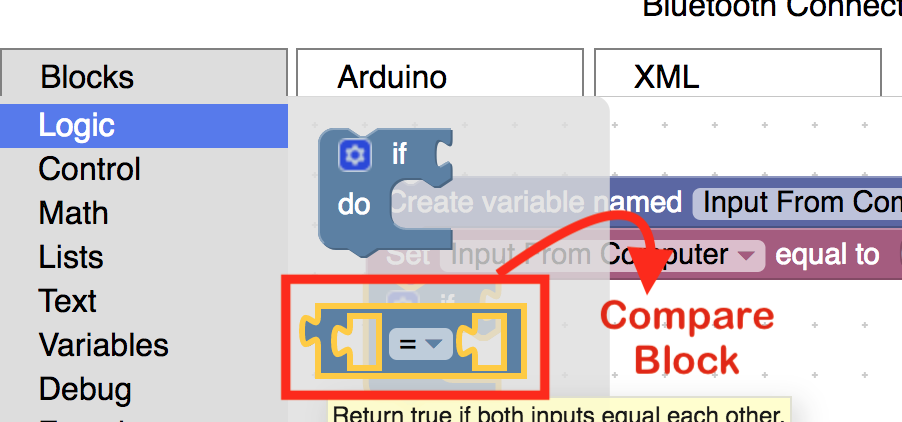 Bluetooth Connect
Blocks
Arduino
XML
Logic
Control
Math
Lists
Text
Variables
Debug
if
do
Create variable named
Input From Com
Set
Input From Computer
equal to
if
=
Compare
Block
Return true if both inputs equal each other.